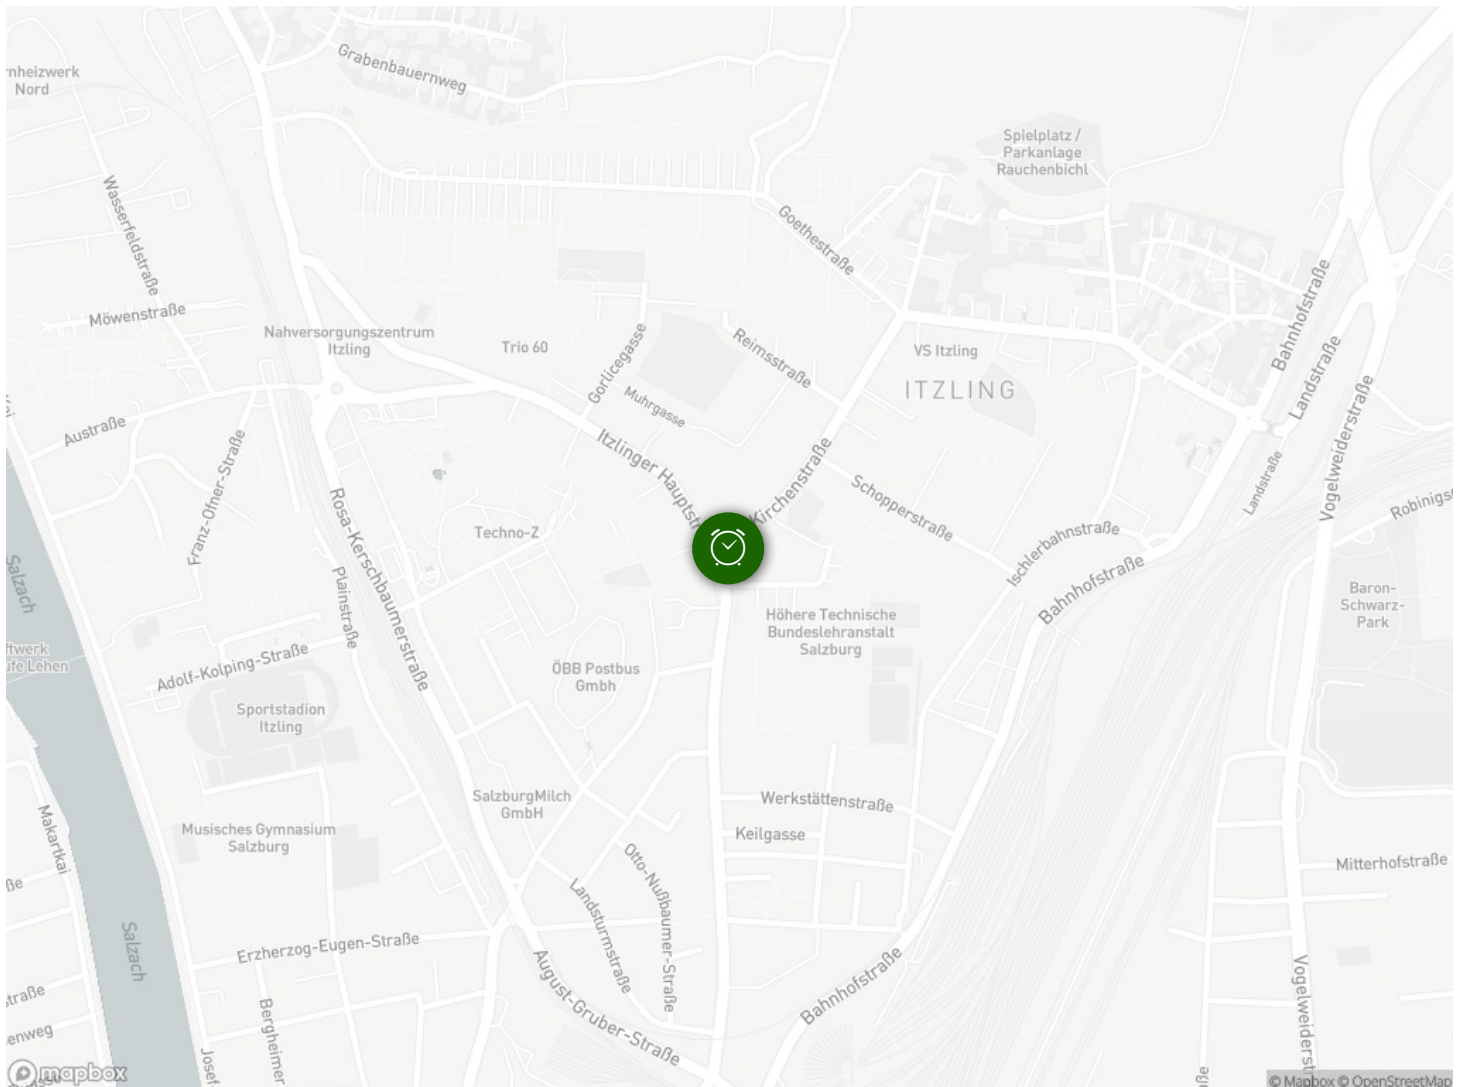 Grabenbauernweg
Nord
Spielplatz /
Parkanlage
Rauchenbichl
Wasserfeldstraße
Goethestraße
Möwenstraße
Nahversorgungszentrum
Itzling
Trio 60
Gorlicegasse
Reimsstraße
VS Itzling
ITZLING
Bahnhofstraße
Landstraße
Vogelweiderstraße
Muhrgasse
Austraße
Franz-Ofner-Straße
Itzlinger Hauptstr
Kirchenstraße
Schopperstraße
Landstraße
Rosa-Kerschbaumerstraße
Techno-Z
Ischlerbahnstraße
Bahnhofstraße
Salzach
Plainstraße
Höhere Technische
Bundeslehranstalt
Salzburg
Baron-
Schwarz-
Park
Adolf-Kolping-Straße
ÖBB Postbus
Gmbh
Sportstadion
Itzling
SalzburgMilch
GmbH
Werkstättenstraße
Keilgasse
Makartkai
Musisches Gymnasium
Salzburg
Otto-Nußbaumer-Straße
Landsturmstraße
Mitterhofstraße
Salzach
Erzherzog-Eugen-Straße
August-Gruber-Straße
Bahnhofstraße
Vogelweiderstr
Bergheimer
Josef-
mapbox
© Mapbox © OpenStreetMap